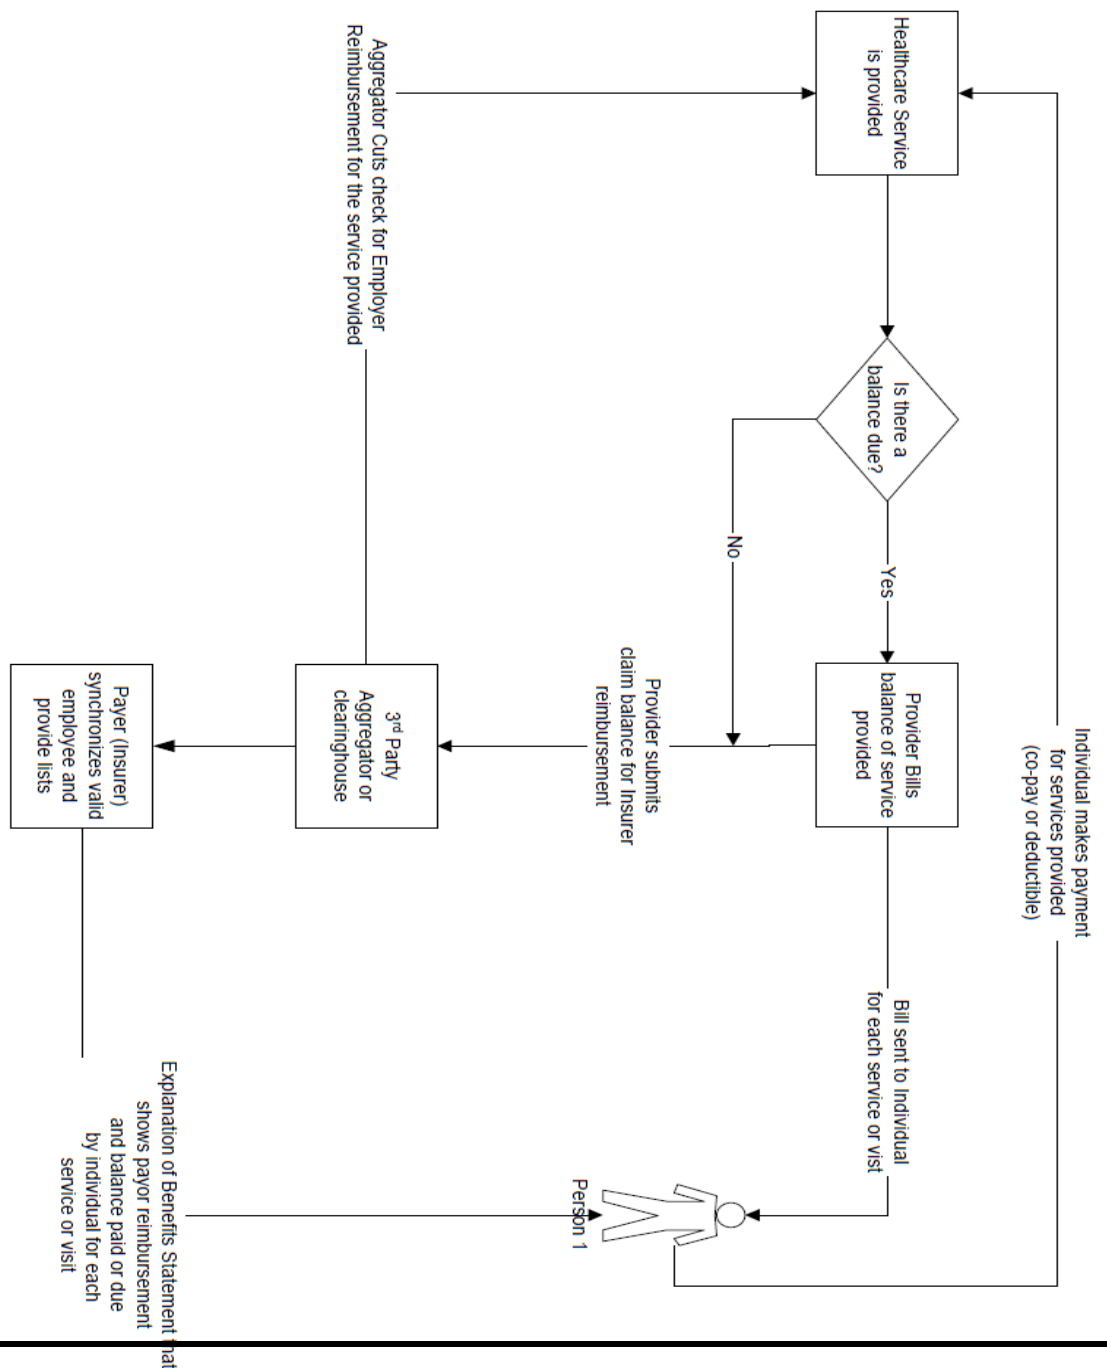 Healthcare Service
is provided
Is there a
balance due?
Yes
No
Provider Bills
balance of service
provided
Bill sent to Individual
for each service or vist
Individual makes payment
for services provided
(co-pay or deductible)
Provider submits
claim balance for Insurer
reimbursement
Aggregator Cuts check for Employer
Reimbursement for the service provided
3rd Party
Aggregator or
clearinghouse
Payer (Insurer)
synchronizes valid
employee and
provide lists
Person 1
Explanation of Benefits Statement that
shows payor reimbursement
and balance paid or due
by individual for each
service or visit